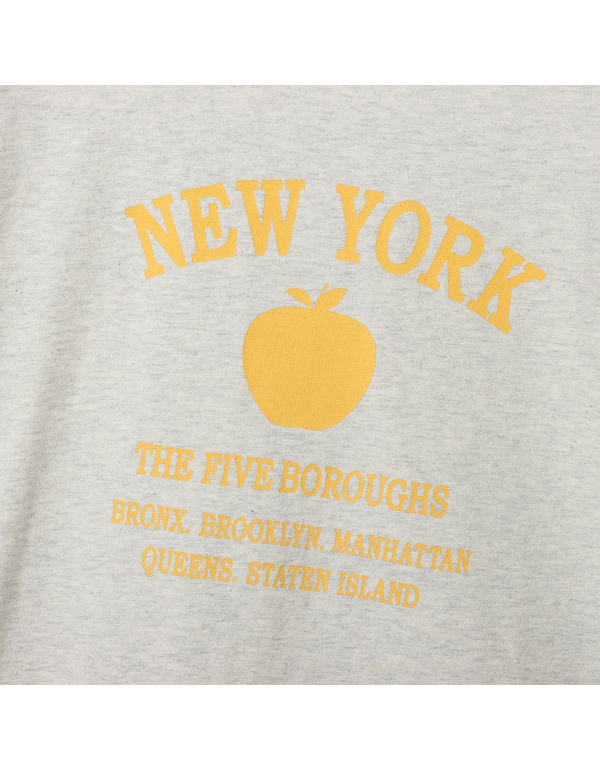 NEW YORK
THE FIVE BOROUGHS
BRONX. BROOKLYN. MANHATTAN
QUEENS. STATEN ISLAND